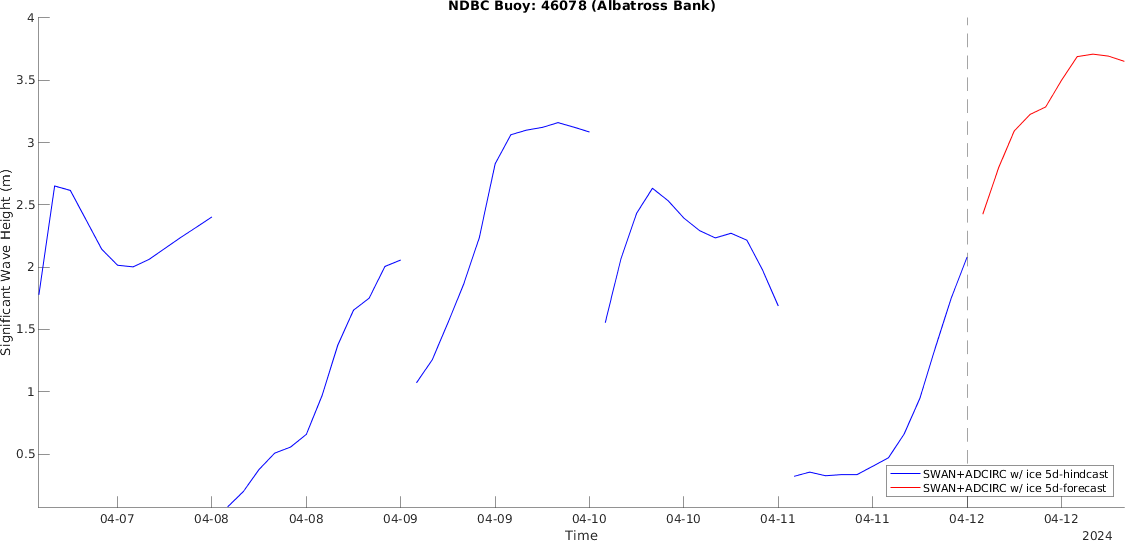 NDBC Buoy: 46078 (Albatross Bank)
Significant Wave Height (m)
4
3.5
3
2.5
2
1.5
1
0.5
SWAN+ADCIRC w/ ice 5d-hindcast
SWAN+ADCIRC w/ ice 5d-forecast
04-07 04-08 04-08 04-09 04-09 04-10 04-10 04-11 04-11 04-12 04-12
Time
2024